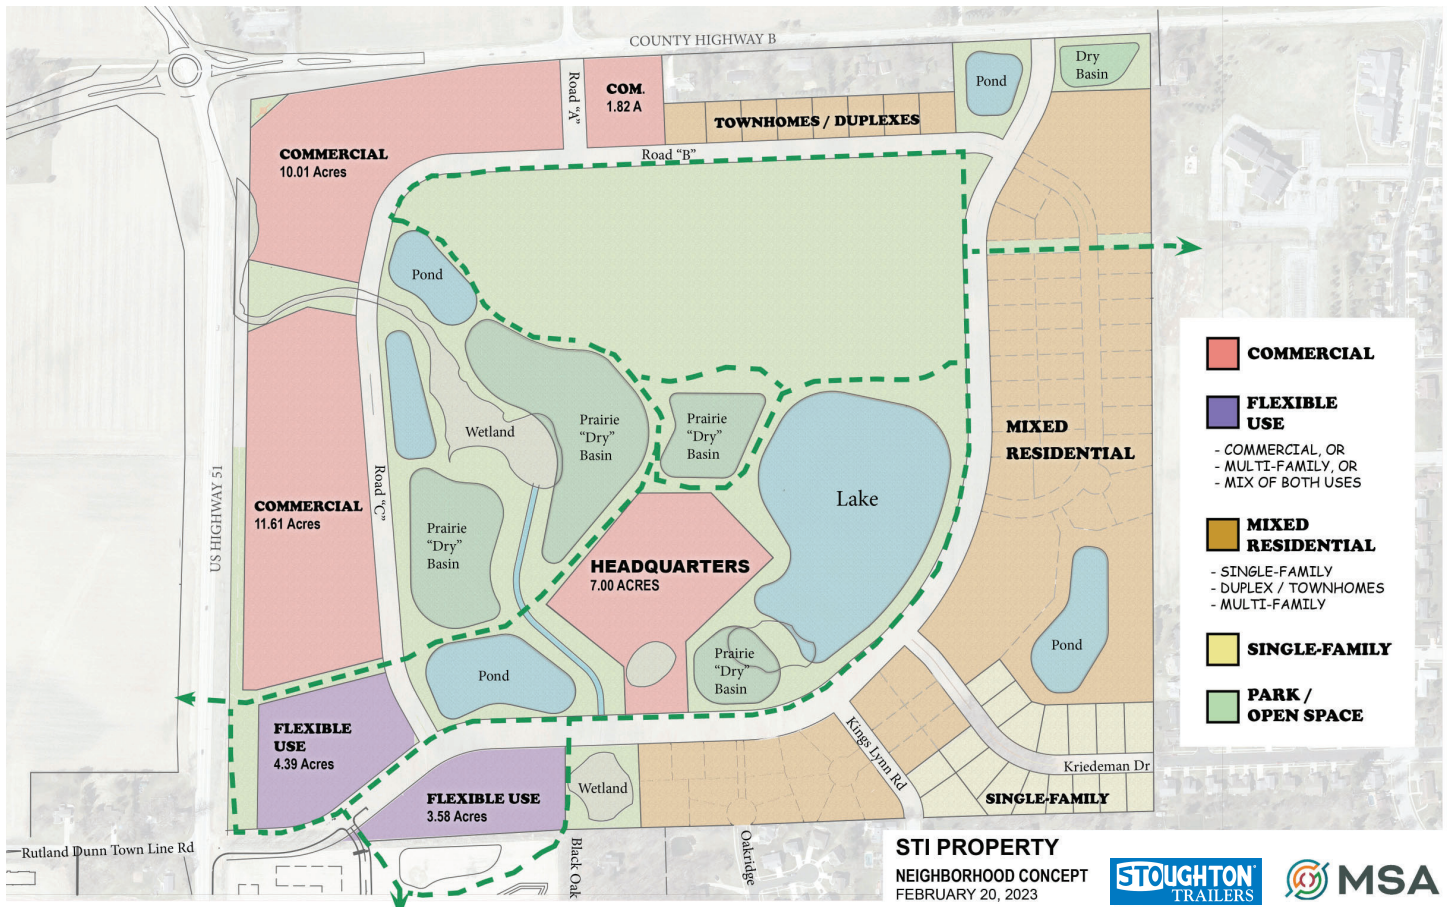 COUNTY HIGHWAY B
Road "A"
COM.
1.82 A
TOWNHOMES / DUPLEXES
Pond
Dry
Basin
COMMERCIAL
10.01 Acres
Road "B"
Pond
Wetland
Prairie
"Dry"
Basin
Prairie
"Dry"
Basin
Lake
MIXED
RESIDENTIAL
US HIGHWAY 51
COMMERCIAL
11.61 Acres
Road "C"
Prairie
"Dry"
Basin
HEADQUARTERS
7.00 ACRES
Prairie
"Dry"
Basin
Pond
Pond
FLEXIBLE
USE
4.39 Acres
FLEXIBLE USE
3.58 Acres
Wetland
Kings Lynn Rd
Kriedeman Dr
SINGLE-FAMILY
Rutland Dunn Town Line Rd
Black Oak
Oakridge
COMMERCIAL
FLEXIBLE
USE
- COMMERCIAL, OR
- MULTI-FAMILY, OR
- MIX OF BOTH USES
MIXED
RESIDENTIAL
- SINGLE-FAMILY
- DUPLEX / TOWNHOMES
- MULTI-FAMILY
SINGLE-FAMILY
PARK /
OPEN SPACE
STI PROPERTY
NEIGHBORHOOD CONCEPT
FEBRUARY 20, 2023
STOUGHTON
TRAILERS
MSA